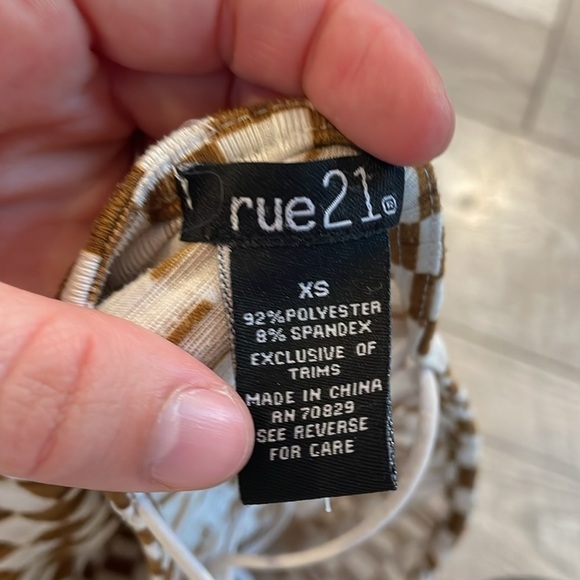 rue21®
XS
92%POLYESTER
8% SPANDEX
EXCLUSIVE OF
TRIMS
MADE IN CHINA
RN 70829
SEE REVERSE
FOR CARE